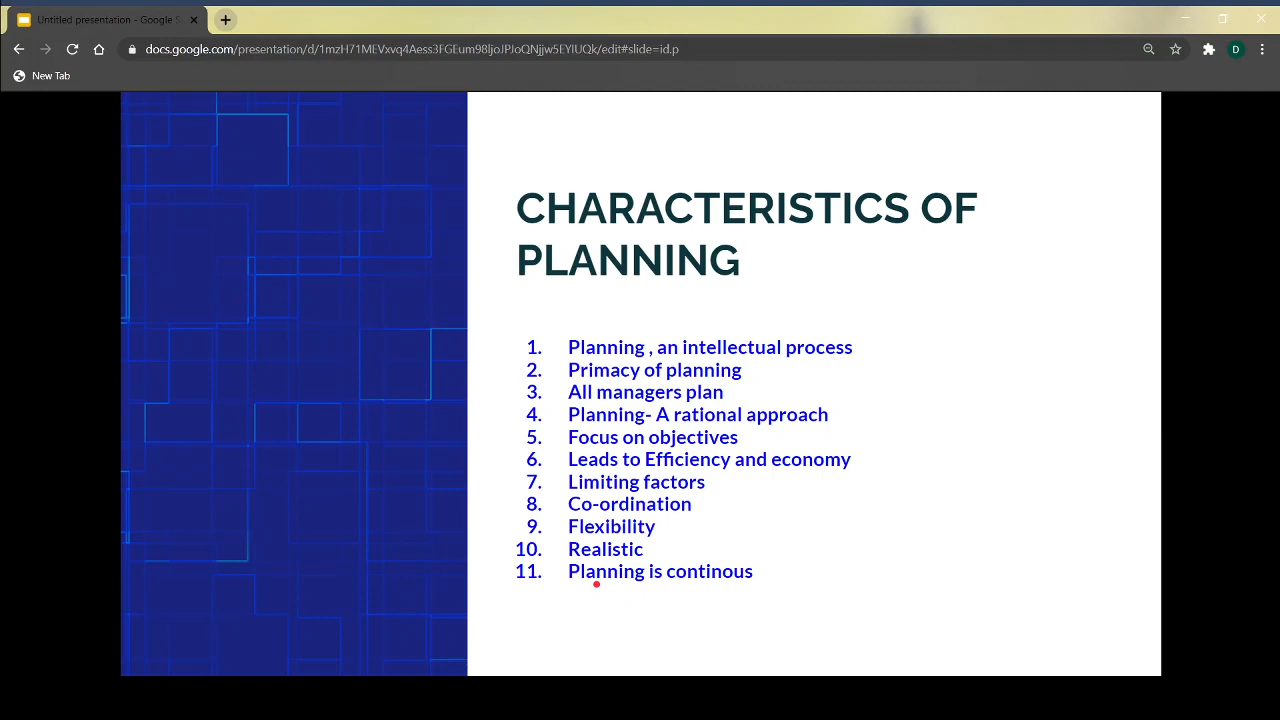 Untitled presentation - Google S
docs.google.com/presentation/d/1mzH71MEVxvq4Aess3FGEum98ljoJPJoQNjjw5EYIUQk/edit#slide=id.p
D
New Tab
CHARACTERISTICS OF
PLANNING
1. Planning , an intellectual process
2. Primacy of planning
3. All managers plan
4. Planning- A rational approach
5. Focus on objectives
6. Leads to Efficiency and economy
7. Limiting factors
8. Co-ordination
9. Flexibility
10. Realistic
11. Planning is continous